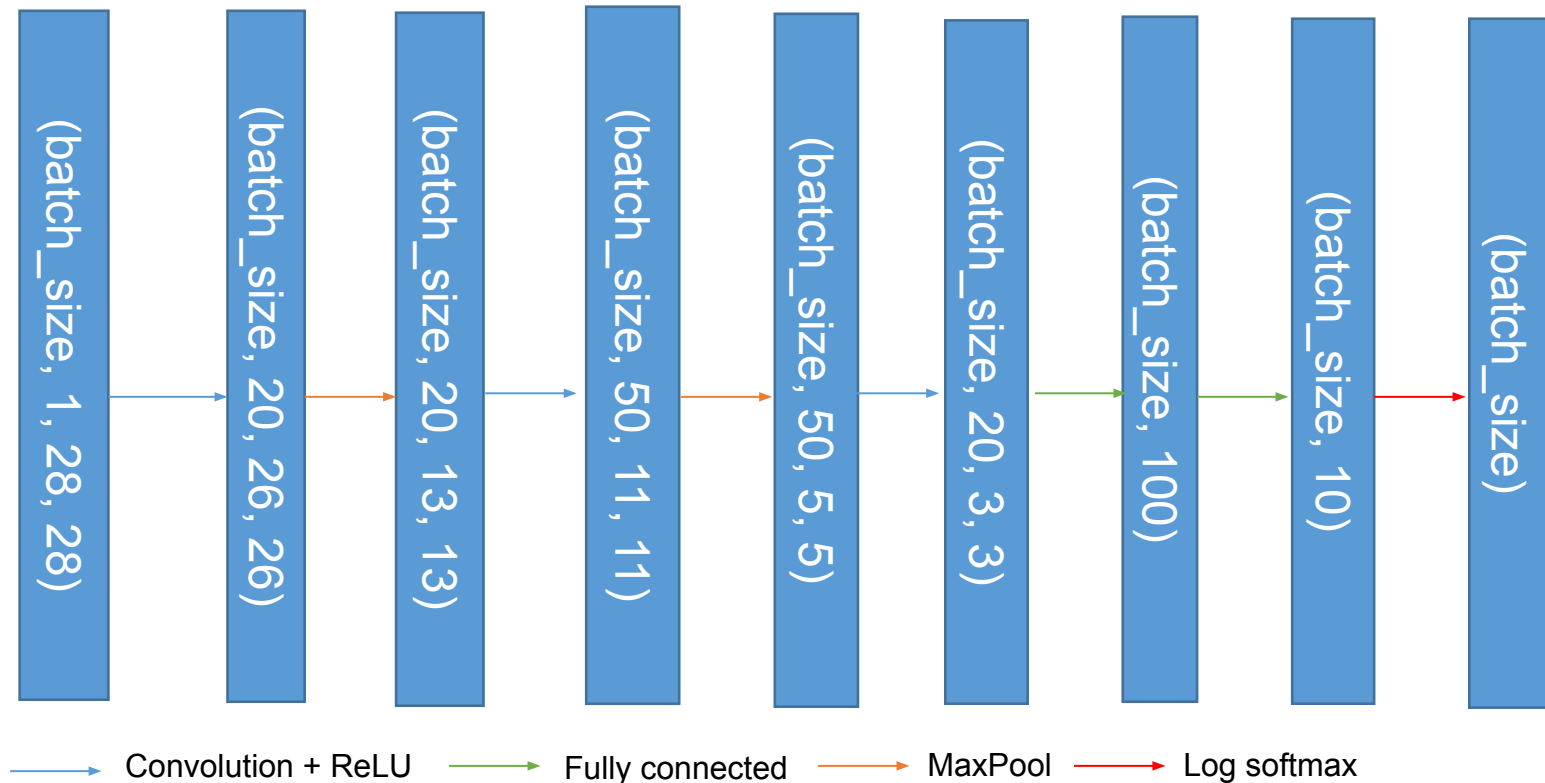 (batch_size, 1, 28, 28)
(batch_size, 20, 26, 26)
(batch_size, 20, 13, 13)
(batch_size, 50, 11, 11)
(batch_size, 50, 5, 5)
(batch_size, 20, 3, 3)
(batch_size, 100)
(batch_size, 10)
(batch_size)
Convolution + ReLU
Fully connected
MaxPool
Log softmax